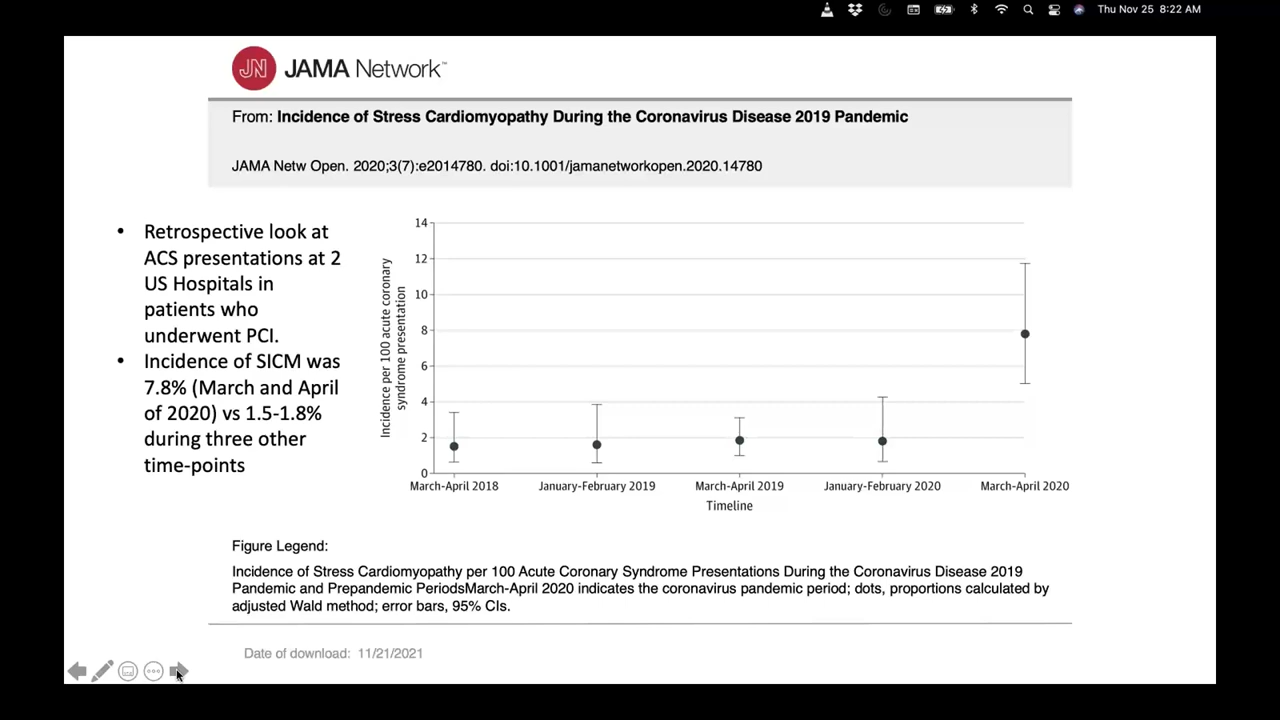 Thu Nov 25 8:22 AM
JN JAMA Network™
From: Incidence of Stress Cardiomyopathy During the Coronavirus Disease 2019 Pandemic
JAMA Netw Open. 2020;3(7):e2014780. doi:10.1001/jamanetworkopen.2020.14780
• Retrospective look at
ACS presentations at 2
US Hospitals in
patients who
underwent PCI.
• Incidence of SICM was
7.8% (March and April
of 2020) vs 1.5-1.8%
during three other
time-points
Incidence per 100 acute coronary
syndrome presentation
14
12
10
8
6
4
2
0
March-April 2018 January-February 2019 March-April 2019 January-February 2020 March-April 2020
Timeline
Figure Legend:
Incidence of Stress Cardiomyopathy per 100 Acute Coronary Syndrome Presentations During the Coronavirus Disease 2019
Pandemic and Prepandemic PeriodsMarch-April 2020 indicates the coronavirus pandemic period; dots, proportions calculated by
adjusted Wald method; error bars, 95% CIs.
Date of download: 11/21/2021